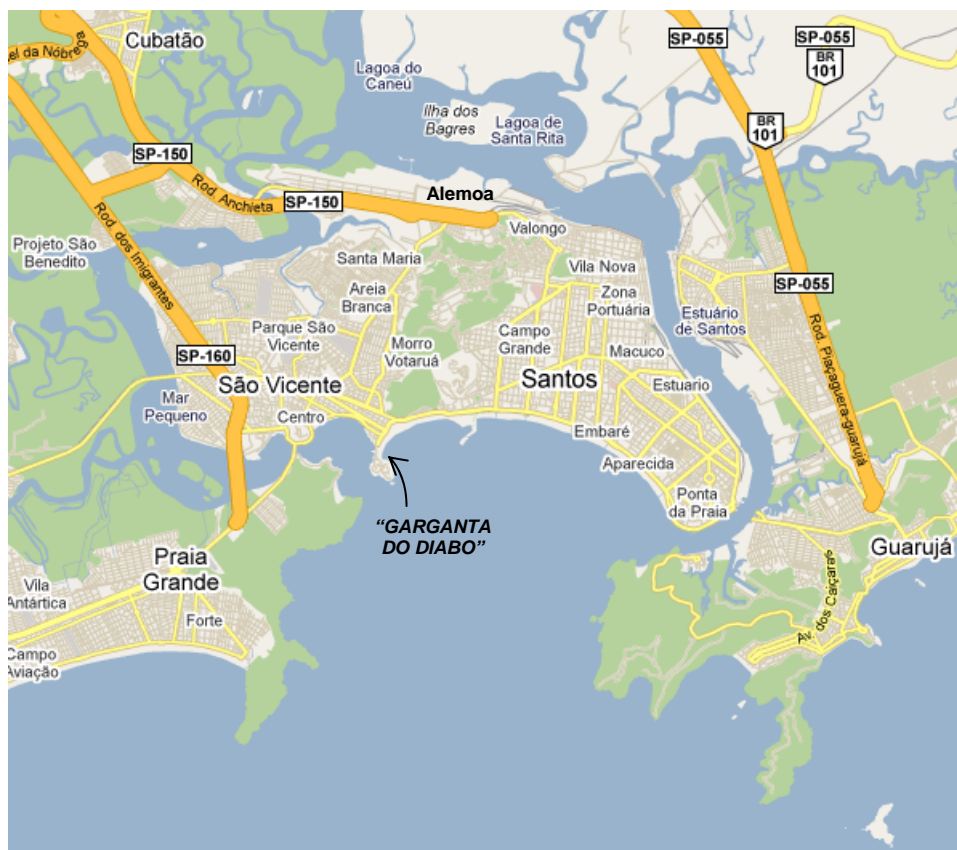 SP-055
SP-055
BR
101
Cubatão
el da Nóbrega
Lagoa do
Caneú
Ilha dos
Bagres
Lagoa de
Santa Rita
BR
101
SP-150
Rod. Anchieta
SP-150
Alemoa
Rod. dos Imigrantes
Projeto São
Benedito
Santa Maria
Valongo
Vila Nova
SP-055
Areia
Branca
Zona
Portuária
Estuário
de Santos
Parque São
Vicente
Campo
Grande
Rod. Piaçaguera-guarujá
Morro
Votaruá
Macuco
SP-160
São Vicente
Santos
Estuario
Mar
Pequeno
Centro
Embaré
Aparecida
Ponta
da Praia
“GARGANTA
DO DIABO”
Guarujá
Praia
Grande
Vila
Antártica
Av. dos Caiçaras
Forte
Campo
Aviação